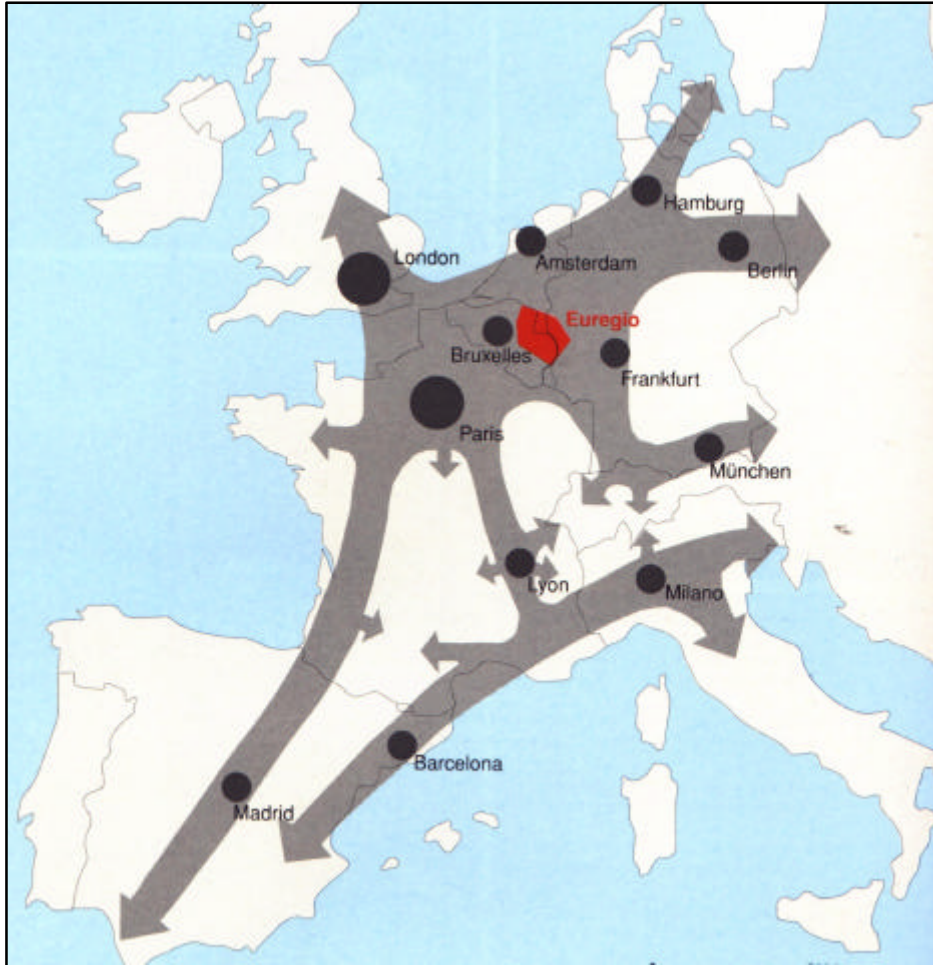 Hamburg
London
Amsterdam
Berlin
Euregio
Bruxelles
Frankfurt
Paris
München
Lyon
Milano
Barcelona
Madrid